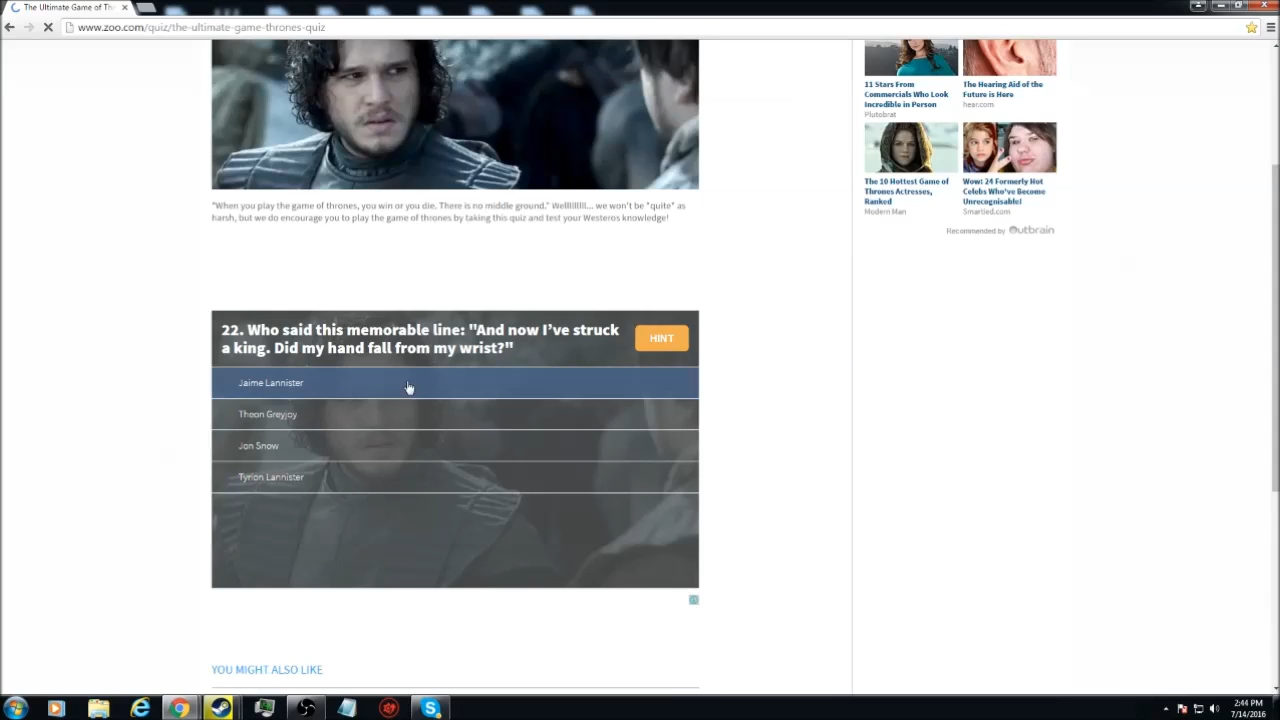 The Ultimate Game of Th
www.zoo.com/quiz/the-ultimate-game-thrones-quiz
11 Stars From
Commercials Who Look
Incredible in Person
Plutobrat
The Hearing Aid of the
Future is Here
hear.com
The 10 Hottest Game of
Thrones Actresses,
Ranked
Modern Man
Wow! 24 Formerly Hot
Celebs Who've Become
Unrecognisable!
Smartied.com
Recommended by Outbrain
"When you play the game of thrones, you win or you die. There is no middle ground." Wellllllll... we won't be "quite" as
harsh, but we do encourage you to play the game of thrones by taking this quiz and test your Westeros knowledge!
22. Who said this memorable line: "And now I've struck
a king. Did my hand fall from my wrist?"
HINT
Jaime Lannister
Theon Greyjoy
Jon Snow
Tyrion Lannister
YOU MIGHT ALSO LIKE
2:44 PM
7/14/2016